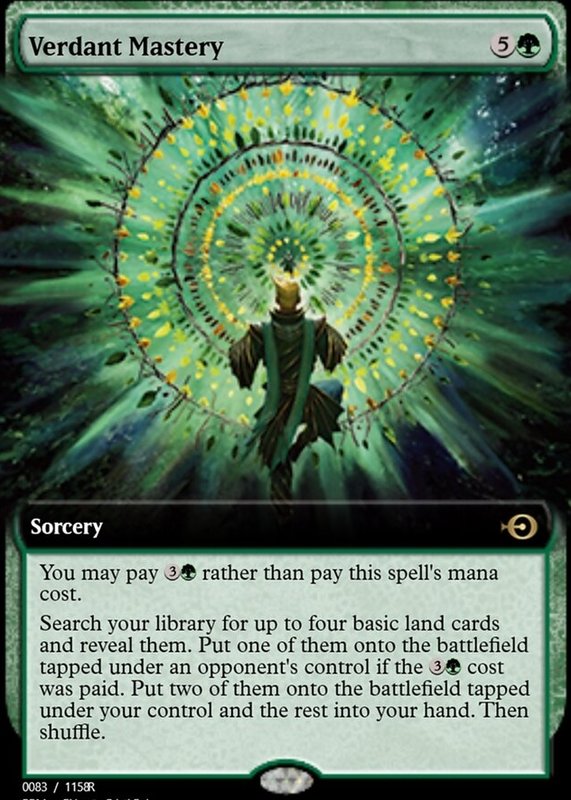 Verdant Mastery
5
Sorcery
You may pay 3 rather than pay this spell's mana
cost.
Search your library for up to four basic land cards
and reveal them. Put one of them onto the battlefield
tapped under an opponent's control if the 3 cost
was paid. Put two of them onto the battlefield tapped
under your control and the rest into your hand. Then
shuffle.
0083 / 1158R